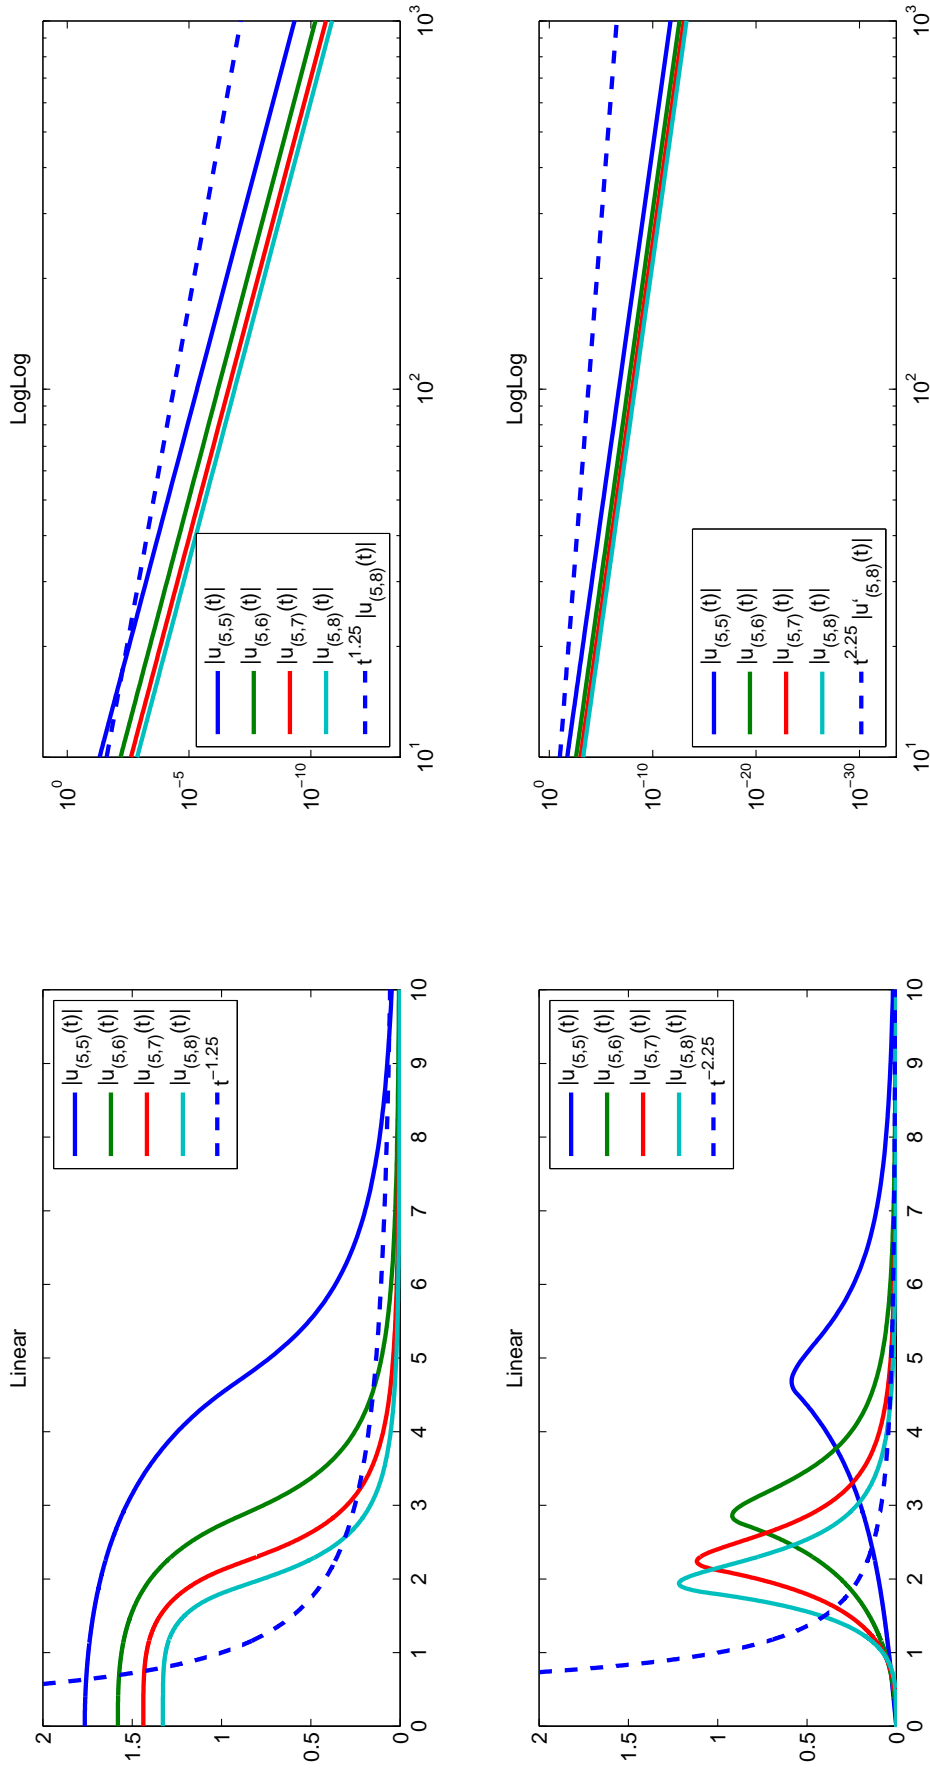 Linear
2
1.5
1
0.5
0
0 1 2 3 4 5 6 7 8 9 10
|u(5,5)(t)|
|u(5,6)(t)|
|u(5,7)(t)|
|u(5,8)(t)|
t−1.25
LogLog
10^0
10^−5
10^−10
10^1 10^2 10^3
|u(5,5)(t)|
|u(5,6)(t)|
|u(5,7)(t)|
|u(5,8)(t)|
t^1.25 |u(5,8)(t)|
Linear
2
1.5
1
0.5
0
0 1 2 3 4 5 6 7 8 9 10
|u(5,5)(t)|
|u(5,6)(t)|
|u(5,7)(t)|
|u(5,8)(t)|
t−2.25
LogLog
10^0
10^−10
10^−20
10^−30
10^1 10^2 10^3
|u(5,5)(t)|
|u(5,6)(t)|
|u(5,7)(t)|
|u(5,8)(t)|
t^2.25 |u‘(5,8)(t)|